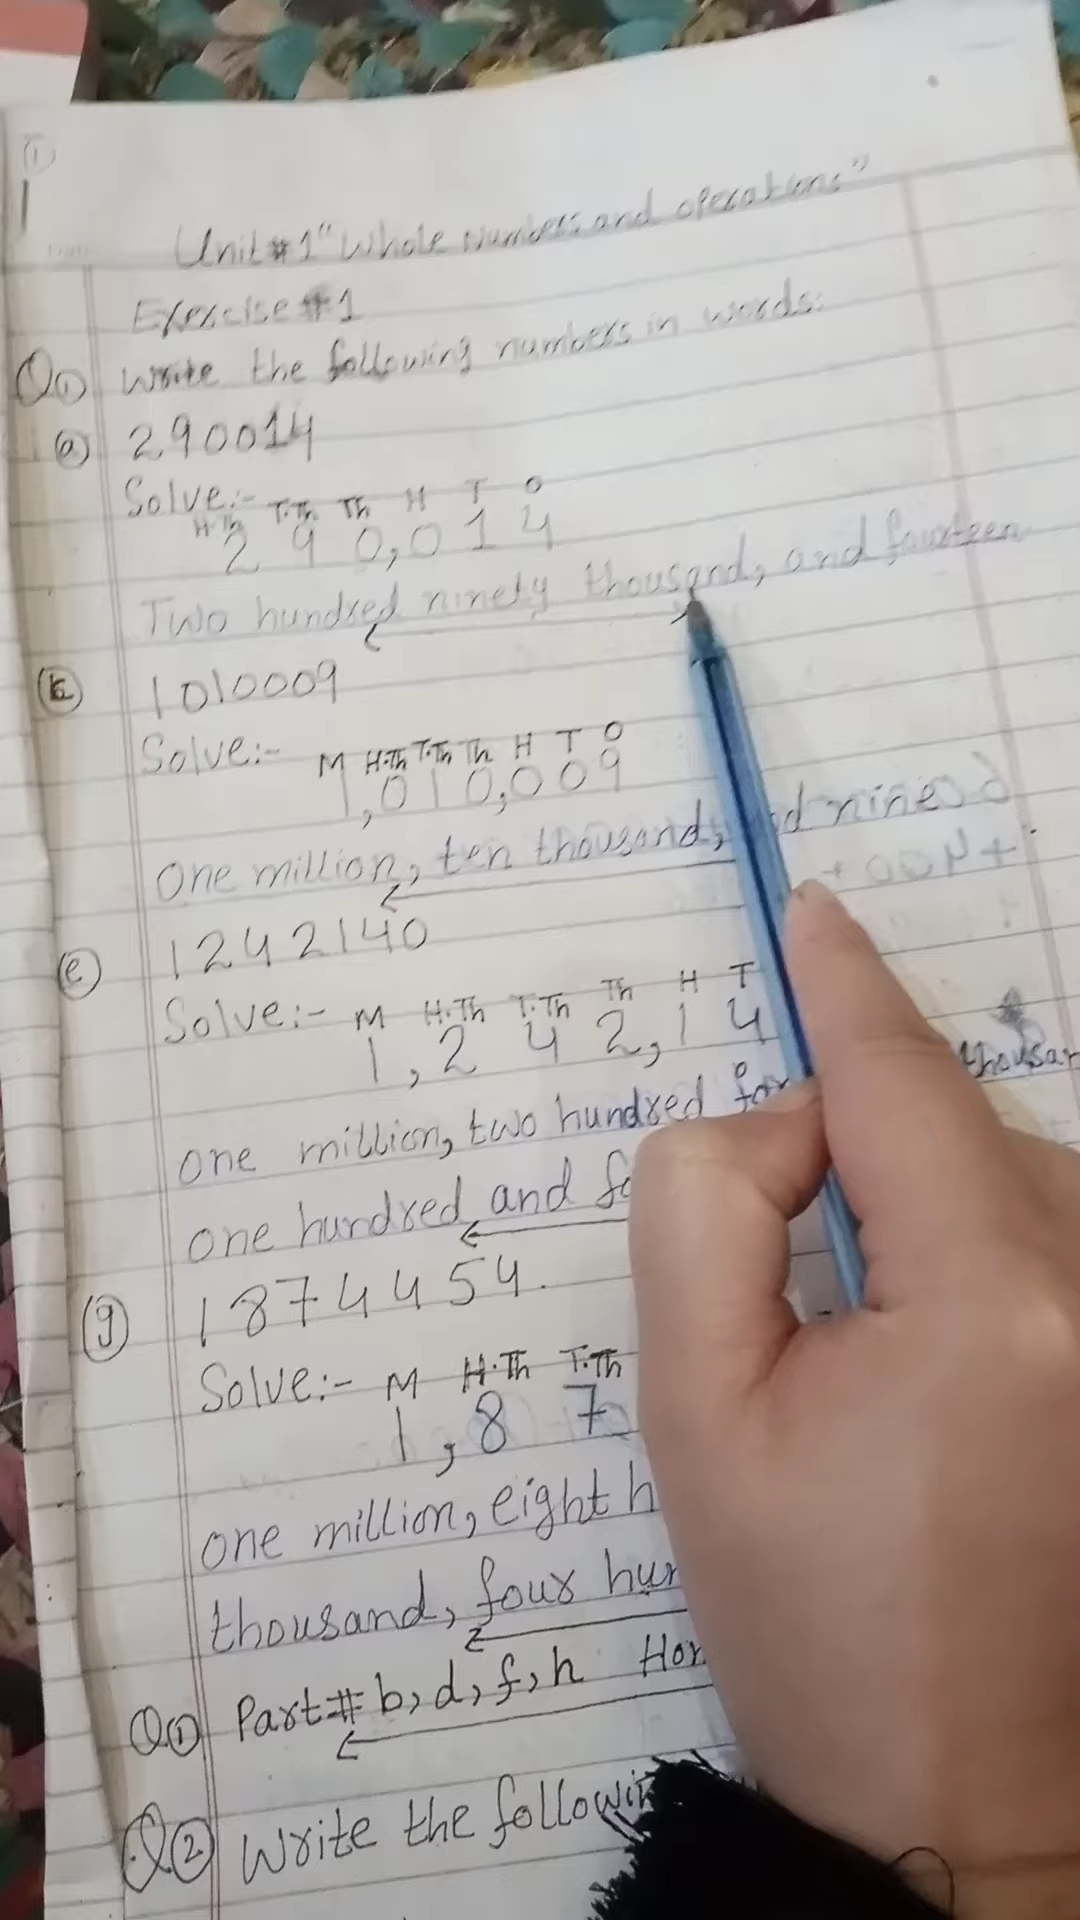 Unit #1 "Whole Numbers and operations"
Exercise #1
Q① Write the following numbers in words:
ⓐ 290014
Solve:- H.Th T.Th Th H T O
2 9 0,0 1 4
Two hundred ninety thousand, and fourteen
1010009
Solve:- M H.Th T.Th Th H T O
1,0 1 0,0 0 9
One million, ten thousand, nine
ⓔ 1242140
Solve:- M H.Th T.Th Th H T
1, 2 4 2, 1 4
one million, two hundred
one hundred and
ⓖ 1874454.
Solve:- M H.Th T.Th
1, 8 7
one million, eight h
thousand, four hun
Q① Part# b, d, f, h
Q② Write the followin